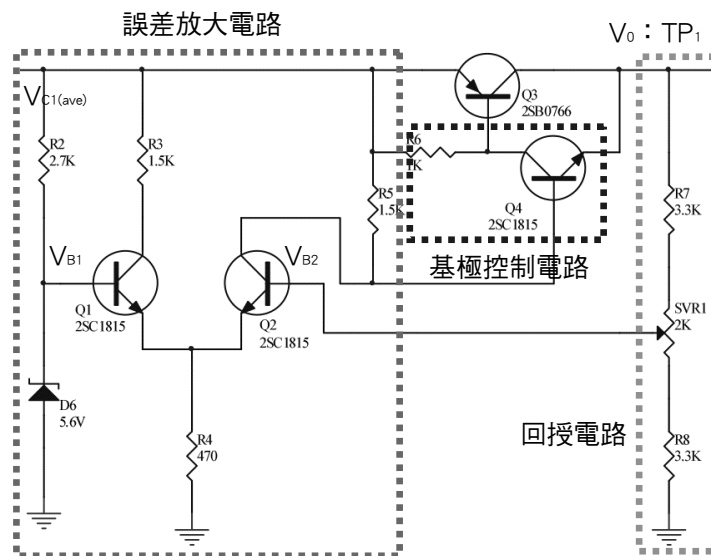 誤差放大電路
V₀：TP₁
VC1(ave)
R2
2.7K
R3
1.5K
Q3
2SB0766
R6
1K
R5
1.5K
Q4
2SC1815
R7
3.3K
基極控制電路
VB1
VB2
Q1
2SC1815
Q2
2SC1815
SVR1
2K
D6
5.6V
R4
470
回授電路
R8
3.3K